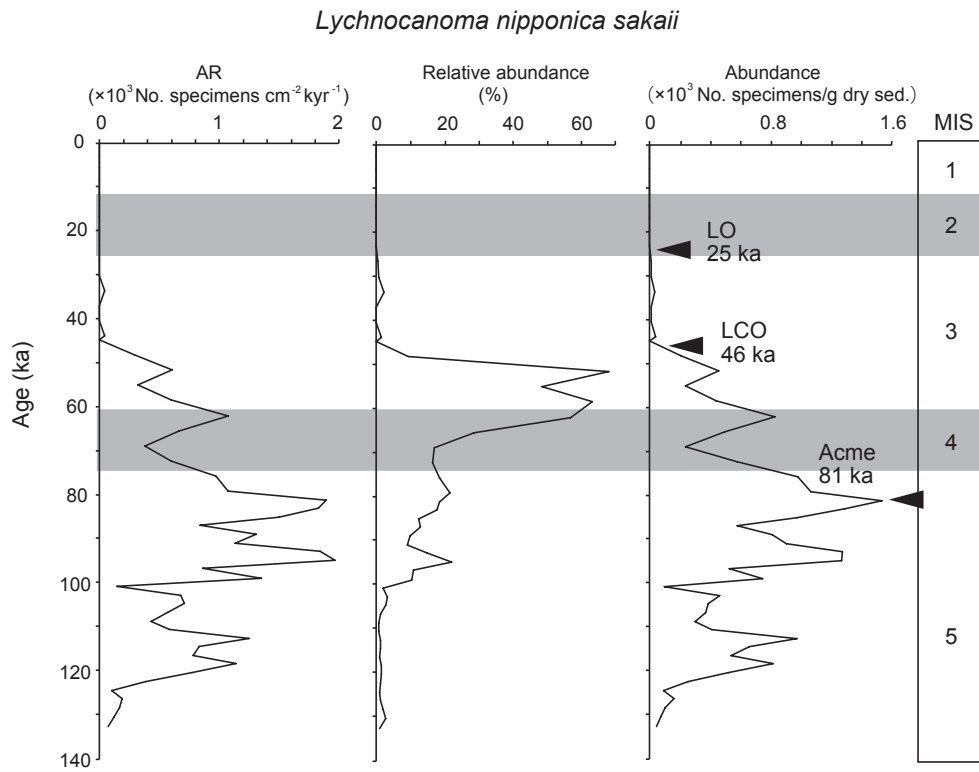 Lychnocanoma nipponica sakaii
AR
(×10³ No. specimens cm⁻² kyr⁻¹)
0 1 2
Relative abundance
(%)
0 20 40 60
Abundance
(×10³ No. specimens/g dry sed.)
0 0.8 1.6
MIS
Age (ka)
0
20
40
60
80
100
120
140
LO
25 ka
LCO
46 ka
Acme
81 ka
1
2
3
4
5